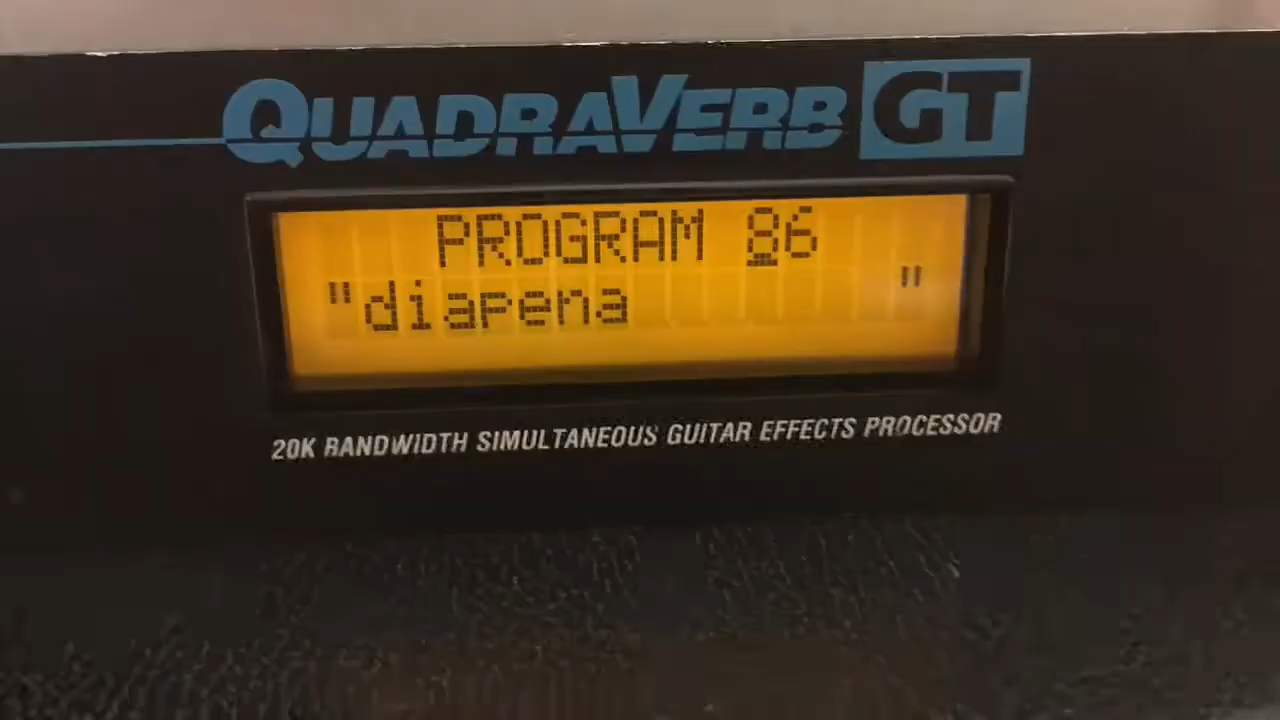 QUADRAVERB GT
PROGRAM 86
"diapena "
20K BANDWIDTH SIMULTANEOUS GUITAR EFFECTS PROCESSOR